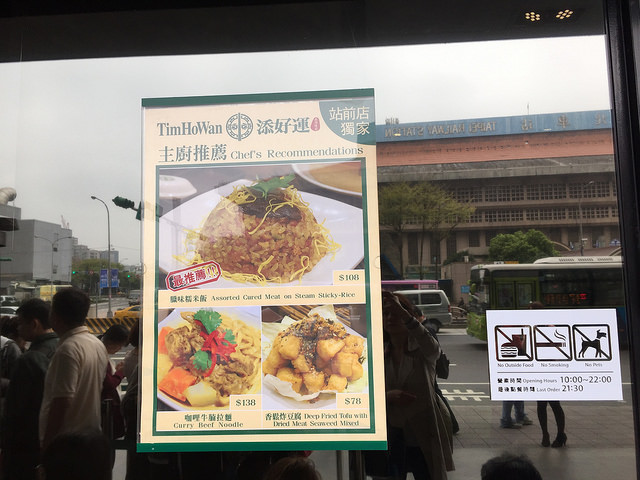 TimHoWan 添好運
站前店
獨家
主廚推薦 Chef's Recommendations
最推薦!!!
$108
臘味糯米飯 Assorted Cured Meat on Steam Sticky-Rice
$138
咖哩牛腩拉麵
Curry Beef Noodle
$78
香鬆炸豆腐 Deep Fried Tofu with
Dried Meat Seaweed Mixed
No Outside Food No Smoking No Pets
營業時間 Opening Hours 10:00~22:00
最後點餐時間 Last Order 21:30